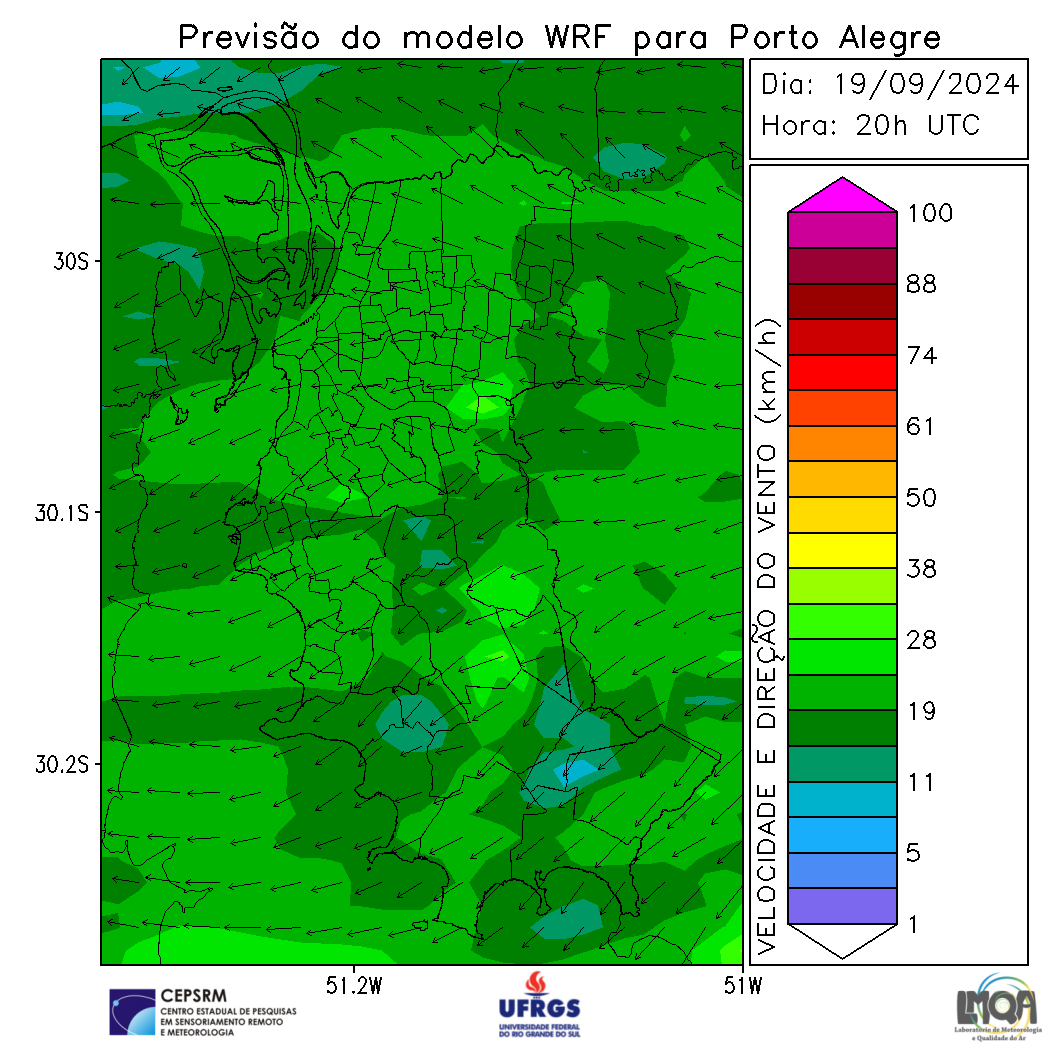 Previsão do modelo WRF para Porto Alegre
Dia: 19/09/2024
Hora: 20h UTC
30S
30.1S
30.2S
51.2W
51W
VELOCIDADE E DIREÇÃO DO VENTO (km/h)
100
88
74
61
50
38
28
19
11
5
1
CEPSRM
CENTRO ESTADUAL DE PESQUISAS
EM SENSORIAMENTO REMOTO
E METEOROLOGIA
UFRGS
UNIVERSIDADE FEDERAL
DO RIO GRANDE DO SUL
LMQA
Laboratório de Meteorologia
e Qualidade do Ar